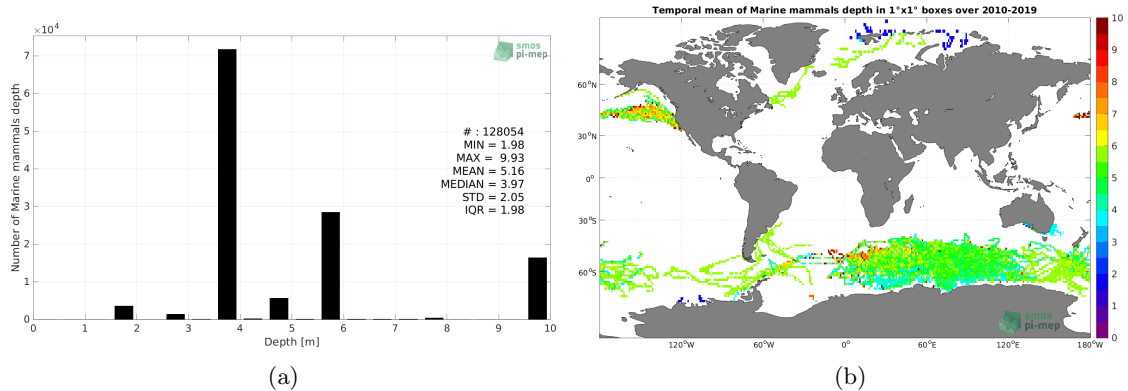 ×10⁴
smos
pi-mep
Number of Marine mammals depth
7
6
5
4
3
2
1
0
# : 128054
MIN = 1.98
MAX = 9.93
MEAN = 5.16
MEDIAN = 3.97
STD = 2.05
IQR = 1.98
0 1 2 3 4 5 6 7 8 9 10
Depth [m]
(a)
Temporal mean of Marine mammals depth in 1°x1° boxes over 2010-2019
60°N
30°N
0°
30°S
60°S
120°W 60°W 0° 60°E 120°E 180°W
smos
pi-mep
10
9
8
7
6
5
4
3
2
1
0
(b)